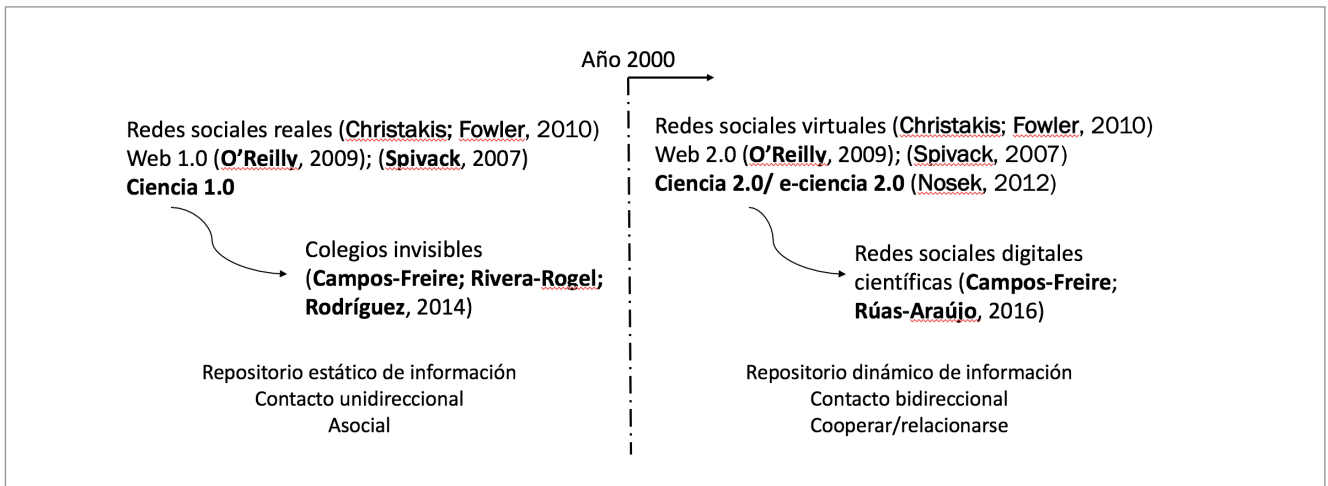 Año 2000
Redes sociales reales (Christakis; Fowler, 2010)
Web 1.0 (O’Reilly, 2009); (Spivack, 2007)
Ciencia 1.0
Colegios invisibles
(Campos-Freire; Rivera-Rogel;
Rodríguez, 2014)
Repositorio estático de información
Contacto unidireccional
Asocial
Redes sociales virtuales (Christakis; Fowler, 2010)
Web 2.0 (O’Reilly, 2009); (Spivack, 2007)
Ciencia 2.0/ e-ciencia 2.0 (Nosek, 2012)
Redes sociales digitales
científicas (Campos-Freire;
Rúas-Araújo, 2016)
Repositorio dinámico de información
Contacto bidireccional
Cooperar/relacionarse